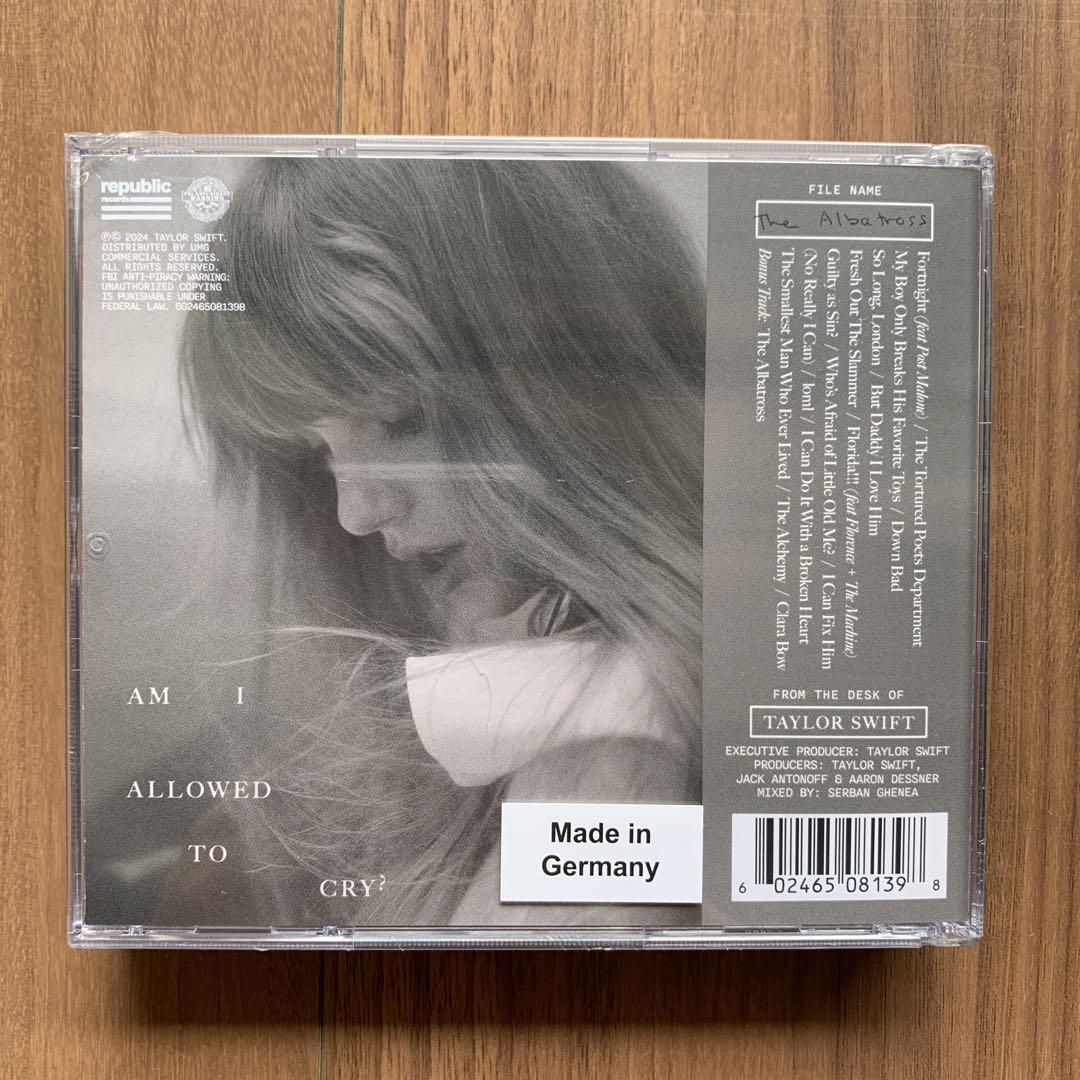 republic
records
℗© 2024 TAYLOR SWIFT.
DISTRIBUTED BY UMG
COMMERCIAL SERVICES.
ALL RIGHTS RESERVED.
FBI ANTI-PIRACY WARNING:
UNAUTHORIZED COPYING
IS PUNISHABLE UNDER
FEDERAL LAW. 602465081398
AM I
ALLOWED
TO
CRY?
Made in
Germany
FILE NAME
The Albatross
Fortnight (feat Post Malone) / The Tortured Poets Department
My Boy Only Breaks His Favorite Toys / Down Bad
So Long, London / But Daddy I Love Him
Fresh Out The Slammer / Florida!!! (feat Florence + The Machine)
Guilty as Sin? / Who's Afraid of Little Old Me? / I Can Fix Him
(No Really I Can) / loml / I Can Do It With a Broken Heart
The Smallest Man Who Ever Lived / The Alchemy / Clara Bow
Bonus Track: The Albatross
FROM THE DESK OF
TAYLOR SWIFT
EXECUTIVE PRODUCER: TAYLOR SWIFT
PRODUCERS: TAYLOR SWIFT,
JACK ANTONOFF & AARON DESSNER
MIXED BY: SERBAN GHENEA
6 02465 08139 8